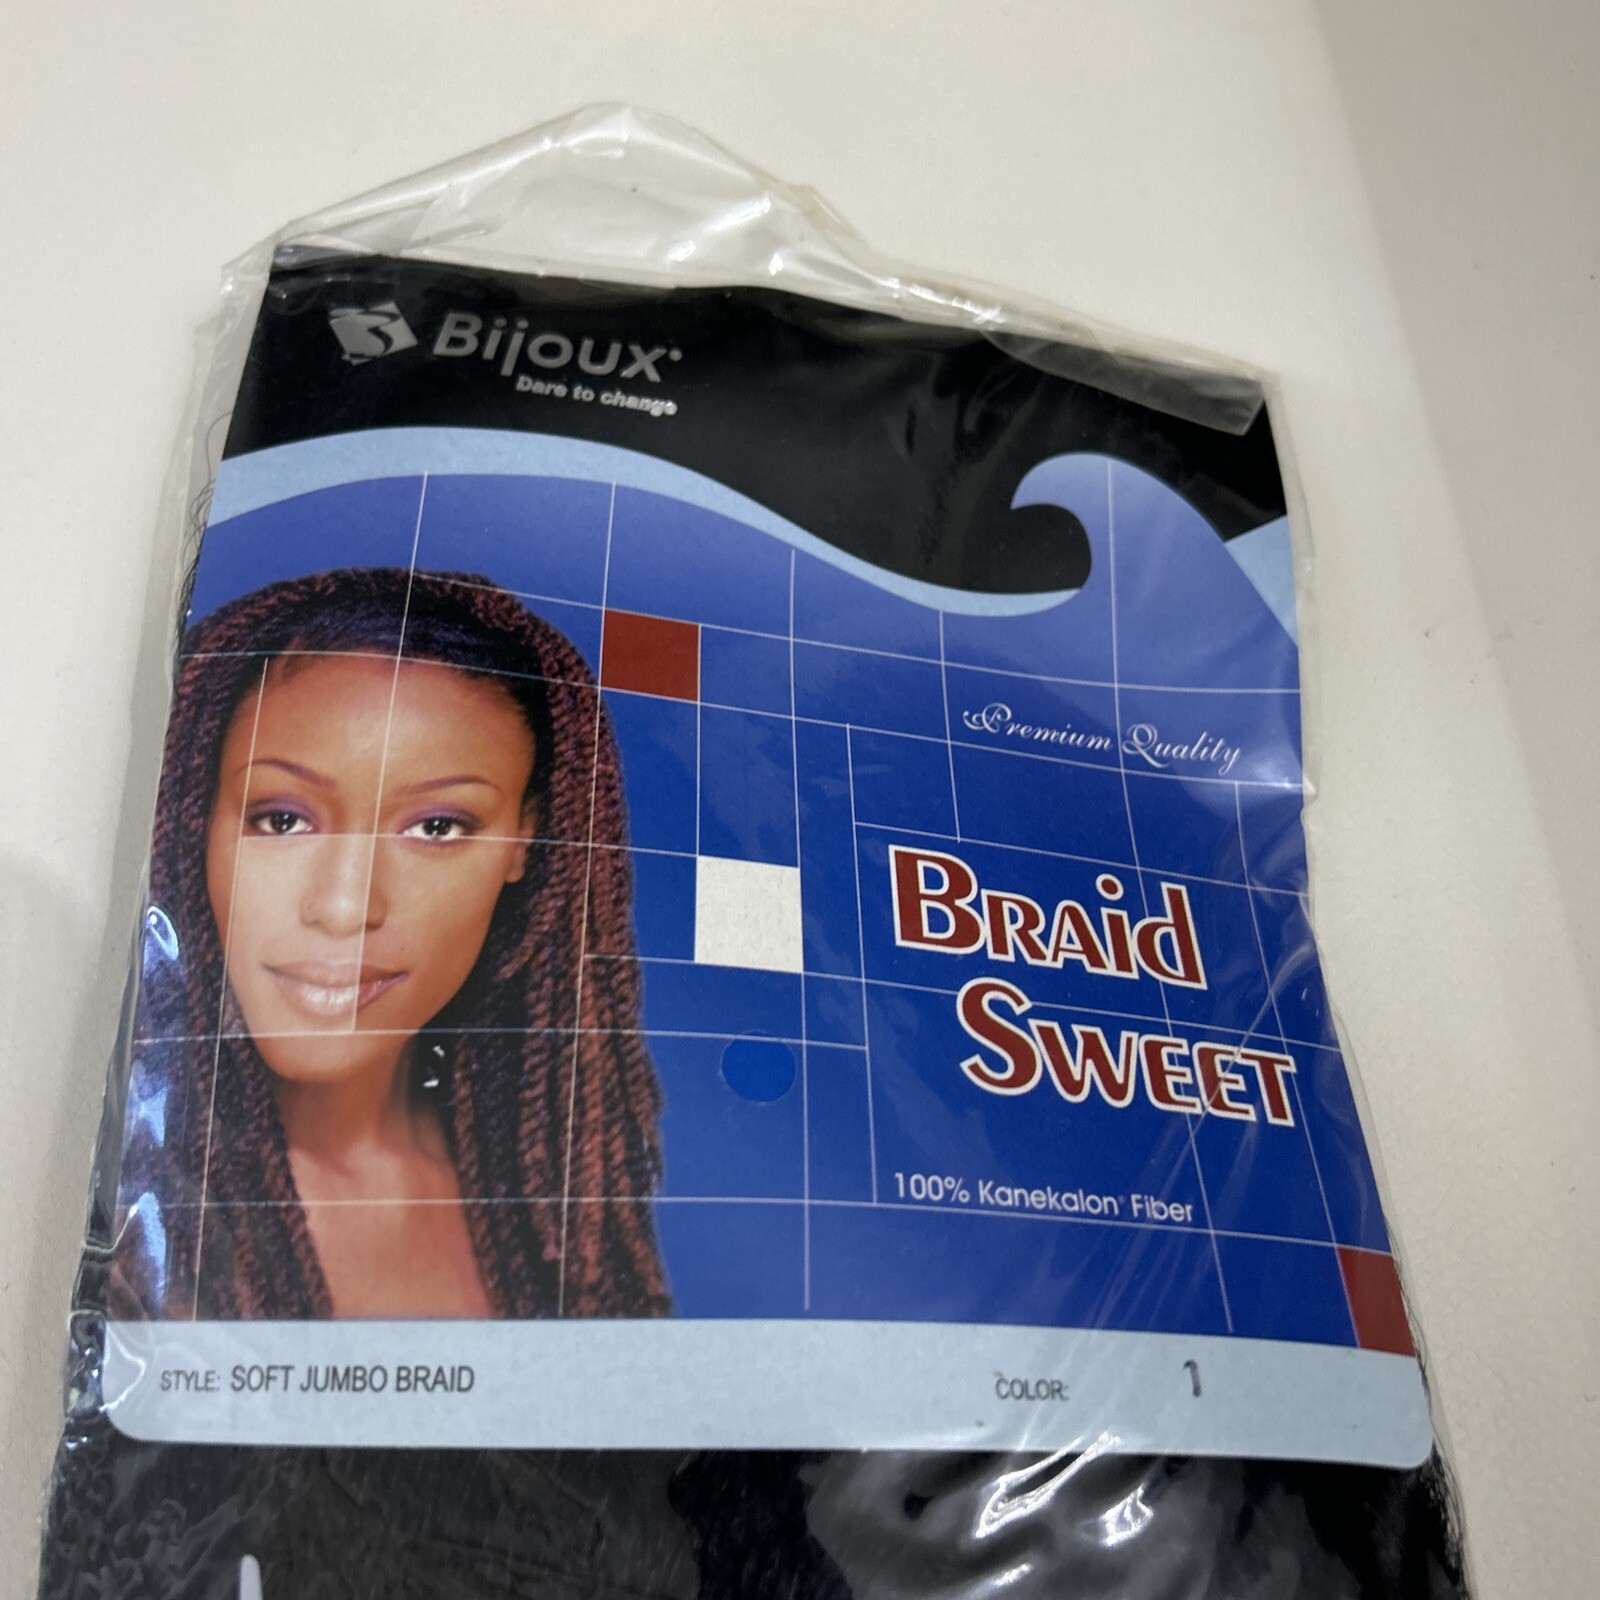 Bijoux®
Dare to change
Premium Quality
BRAid
SWEET
100% Kanekalon® Fiber
STYLE: SOFT JUMBO BRAID
COLOR: 1